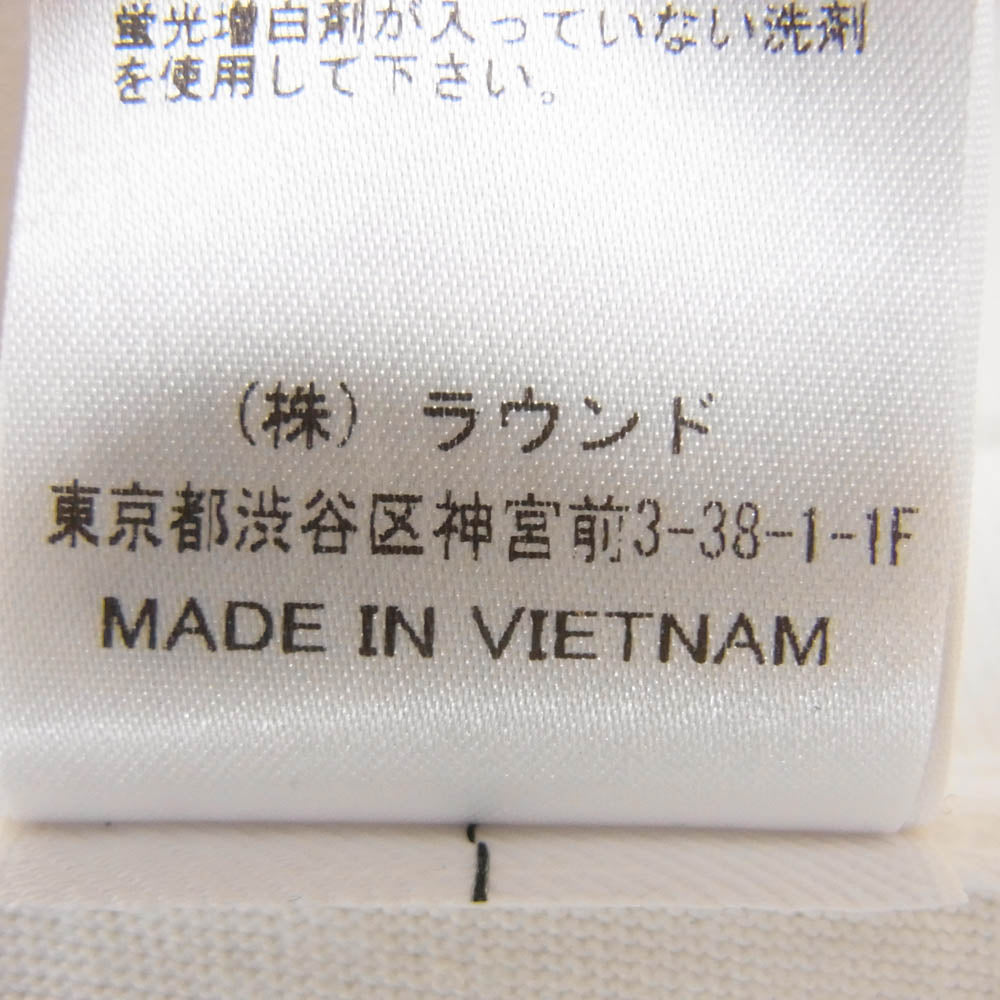 蛍光増白剤が入っていない洗剤
を使用して下さい。
(株) ラウンド
東京都渋谷区神宮前3-38-1-1F
MADE IN VIETNAM